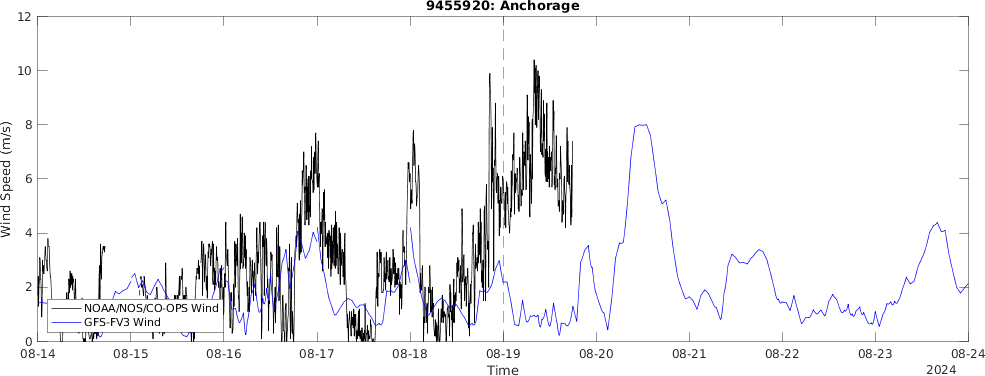 9455920: Anchorage
12
10
8
6
4
2
0
Wind Speed (m/s)
NOAA/NOS/CO-OPS Wind
GFS-FV3 Wind
08-14 08-15 08-16 08-17 08-18 08-19 08-20 08-21 08-22 08-23 08-24
Time
2024